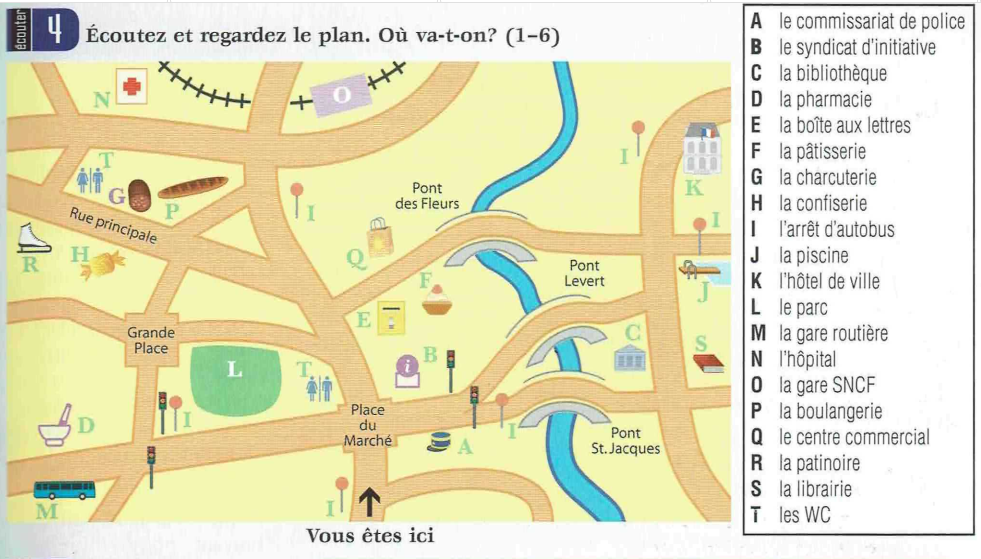 écouter
4
Écoutez et regardez le plan. Où va-t-on? (1–6)
N
O
T
G
P
I
Pont
des Fleurs
I
K
Rue principale
R
H
Q
I
F
Pont
Levert
J
E
Grande
Place
L
T
B
C
S
D
I
Place
du
Marché
A
I
Pont
St. Jacques
M
I
Vous êtes ici
A le commissariat de police
B le syndicat d'initiative
C la bibliothèque
D la pharmacie
E la boîte aux lettres
F la pâtisserie
G la charcuterie
H la confiserie
I l'arrêt d'autobus
J la piscine
K l'hôtel de ville
L le parc
M la gare routière
N l'hôpital
O la gare SNCF
P la boulangerie
Q le centre commercial
R la patinoire
S la librairie
T les WC